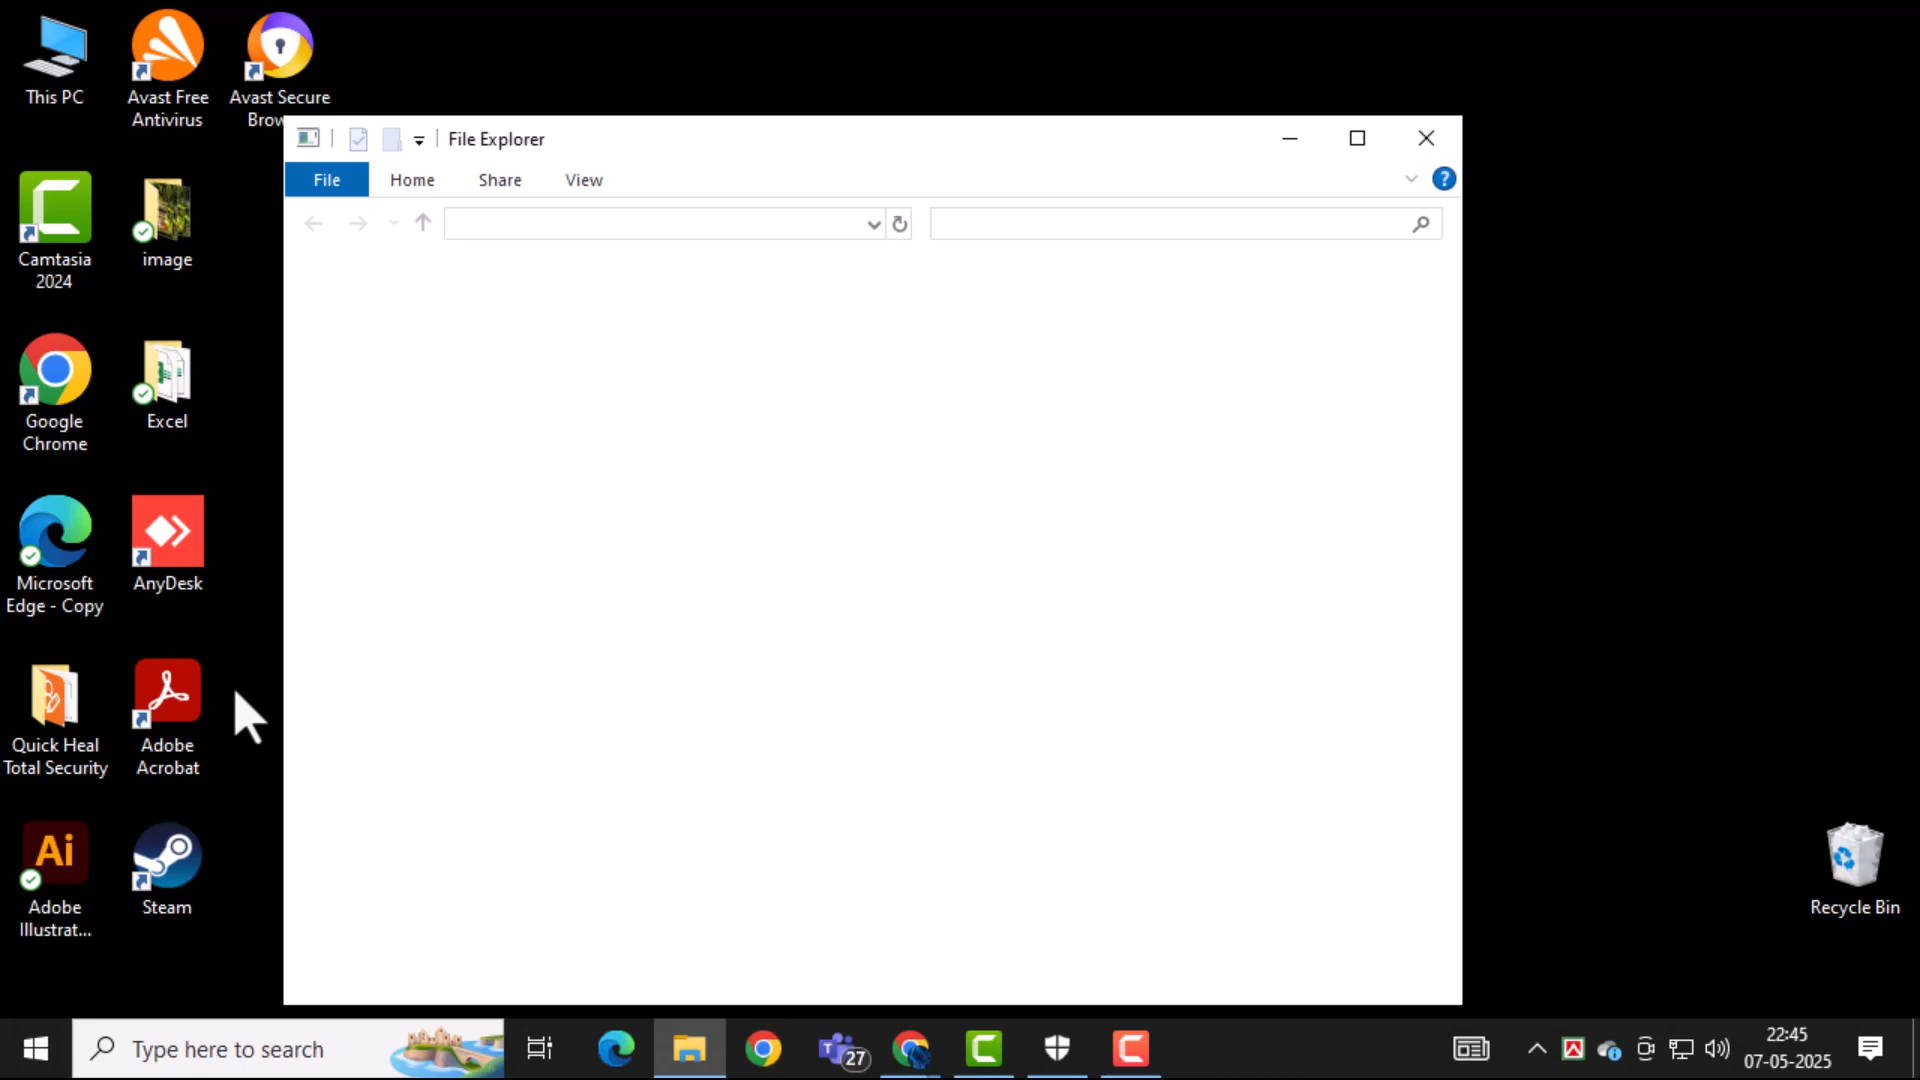 This PC
Avast Free
Antivirus
Avast Secure
Brow
File Explorer
File
Home
Share
View
?
Camtasia
2024
image
Google
Chrome
Excel
Microsoft
Edge - Copy
AnyDesk
Quick Heal
Total Security
Adobe
Acrobat
Ai
Adobe
Illustrat...
Steam
Recycle Bin
Type here to search
T
27
22:45
07-05-2025